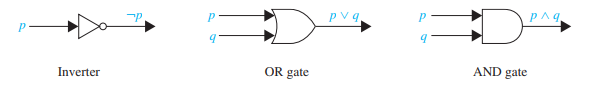 p ¬p p q p ∨ q p q p ∧ q
Inverter OR gate AND gate